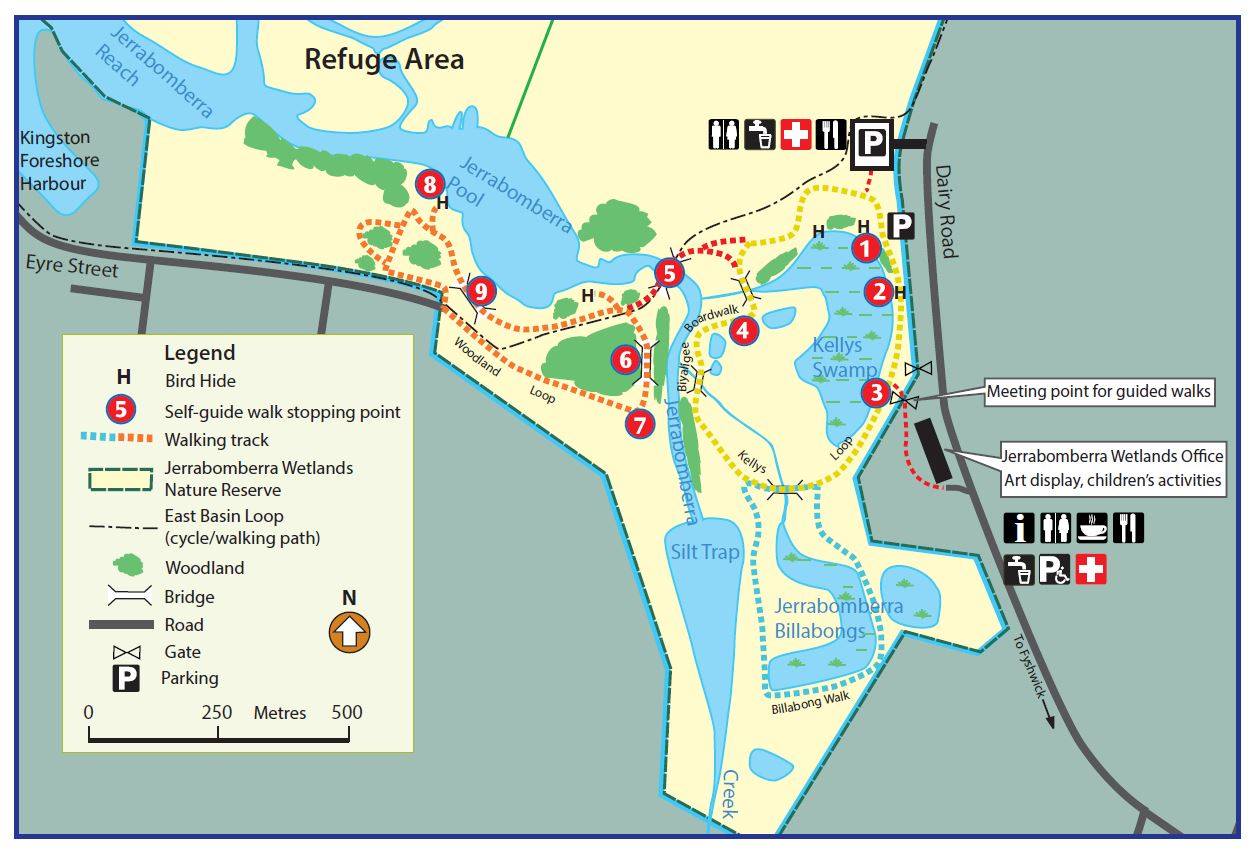 Refuge Area
Jerrabomberra
Reach
Kingston
Foreshore
Harbour
Jerrabomberra
Pool
P
Dairy Road
P
8
H
H
H
1
2
H
5
9
H
Eyre Street
Boardwalk
4
Biyaligee
Kellys
Swamp
6
Woodland
Loop
7
3
Meeting point for guided walks
Jerrabomberra
Kellys
Loop
Jerrabomberra Wetlands Office
Art display, children's activities
i
P
Silt Trap
Jerrabomberra
Billabongs
Billabong Walk
To Fyshwick
Creek
Legend
H
Bird Hide
5
Self-guide walk stopping point
Walking track
Jerrabomberra Wetlands
Nature Reserve
East Basin Loop
(cycle/walking path)
Woodland
Bridge
Road
Gate
P
Parking
N
0 250 Metres 500